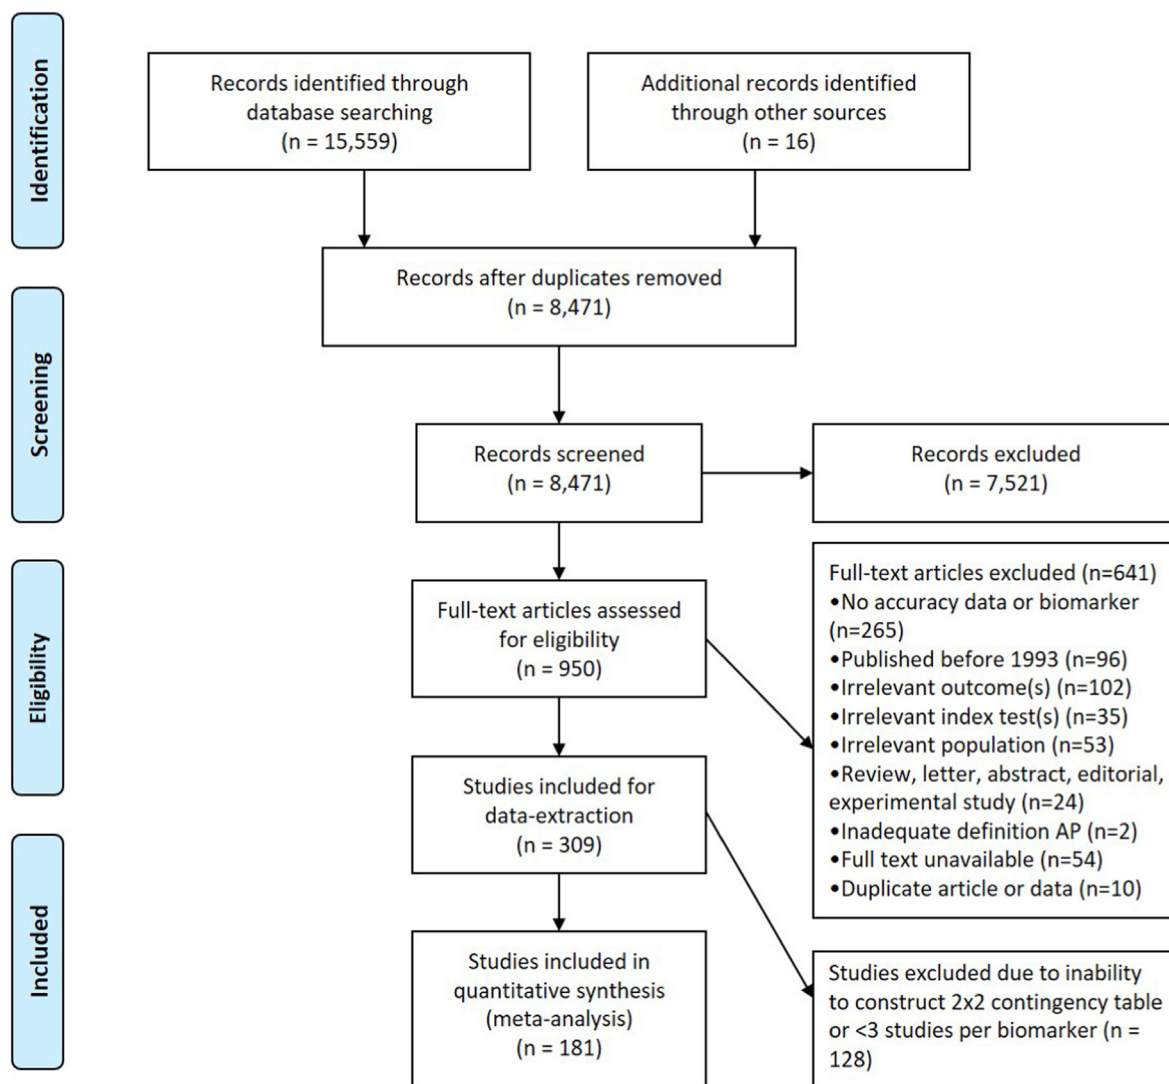 Identification
Records identified through
database searching
(n = 15,559)
Additional records identified
through other sources
(n = 16)
Records after duplicates removed
(n = 8,471)
Screening
Records screened
(n = 8,471)
Records excluded
(n = 7,521)
Eligibility
Full-text articles assessed
for eligibility
(n = 950)
Full-text articles excluded (n=641)
•No accuracy data or biomarker
(n=265)
•Published before 1993 (n=96)
•Irrelevant outcome(s) (n=102)
•Irrelevant index test(s) (n=35)
•Irrelevant population (n=53)
•Review, letter, abstract, editorial,
experimental study (n=24)
•Inadequate definition AP (n=2)
•Full text unavailable (n=54)
•Duplicate article or data (n=10)
Studies included for
data-extraction
(n = 309)
Included
Studies included in
quantitative synthesis
(meta-analysis)
(n = 181)
Studies excluded due to inability
to construct 2x2 contingency table
or <3 studies per biomarker (n =
128)